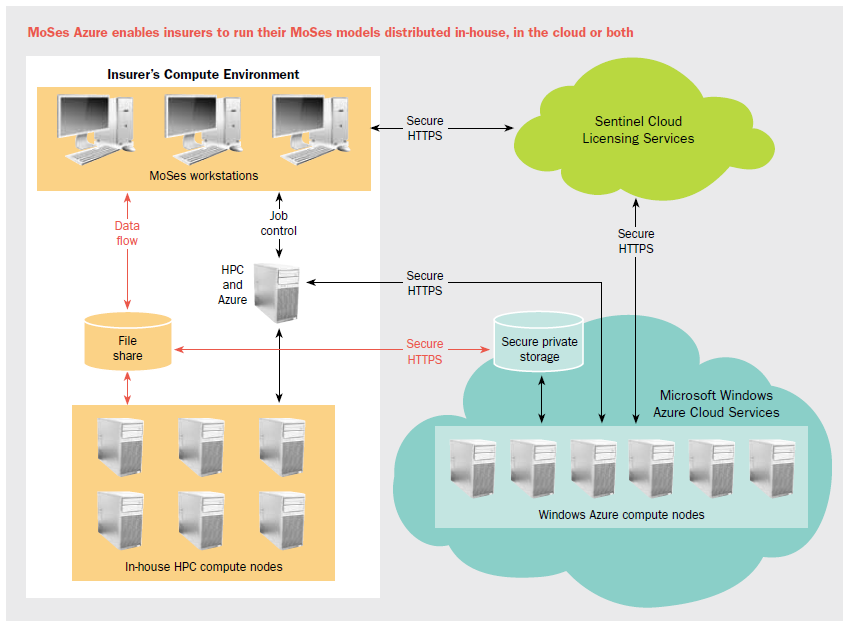 MoSes Azure enables insurers to run their MoSes models distributed in-house, in the cloud or both
Insurer's Compute Environment
MoSes workstations
Secure
HTTPS
Sentinel Cloud
Licensing Services
Data
flow
Job
control
Secure
HTTPS
HPC
and
Azure
Secure
HTTPS
File
share
Secure
HTTPS
Secure private
storage
Microsoft Windows
Azure Cloud Services
Windows Azure compute nodes
In-house HPC compute nodes